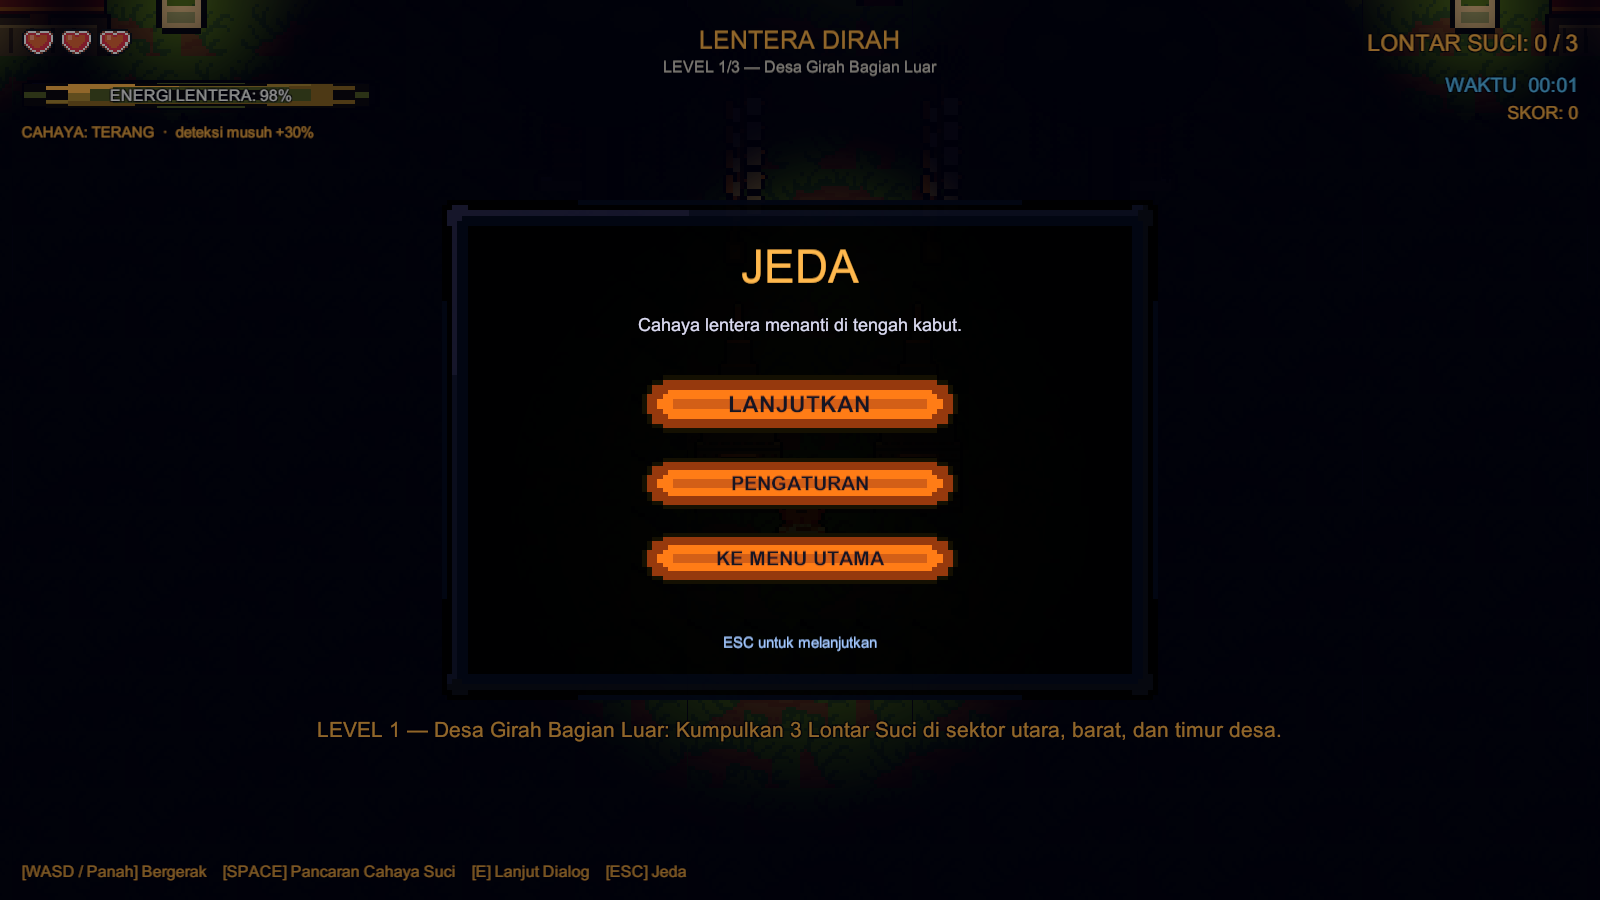 LENTERA DIRAH
LEVEL 1/3 — Desa Girah Bagian Luar
LONTAR SUCI: 0 / 3
ENERGI LENTERA: 98%
WAKTU 00:01
SKOR: 0
CAHAYA: TERANG · deteksi musuh +30%
JEDA
Cahaya lentera menanti di tengah kabut.
LANJUTKAN
PENGATURAN
KE MENU UTAMA
ESC untuk melanjutkan
LEVEL 1 — Desa Girah Bagian Luar: Kumpulkan 3 Lontar Suci di sektor utara, barat, dan timur desa.
[WASD / Panah] Bergerak [SPACE] Pancaran Cahaya Suci [E] Lanjut Dialog [ESC] Jeda